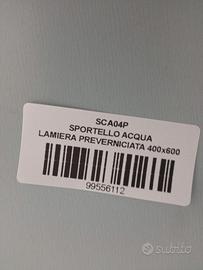 SCA04P
SPORTELLO ACQUA
LAMIERA PREVERNICIATA 400x600
99556112
subito